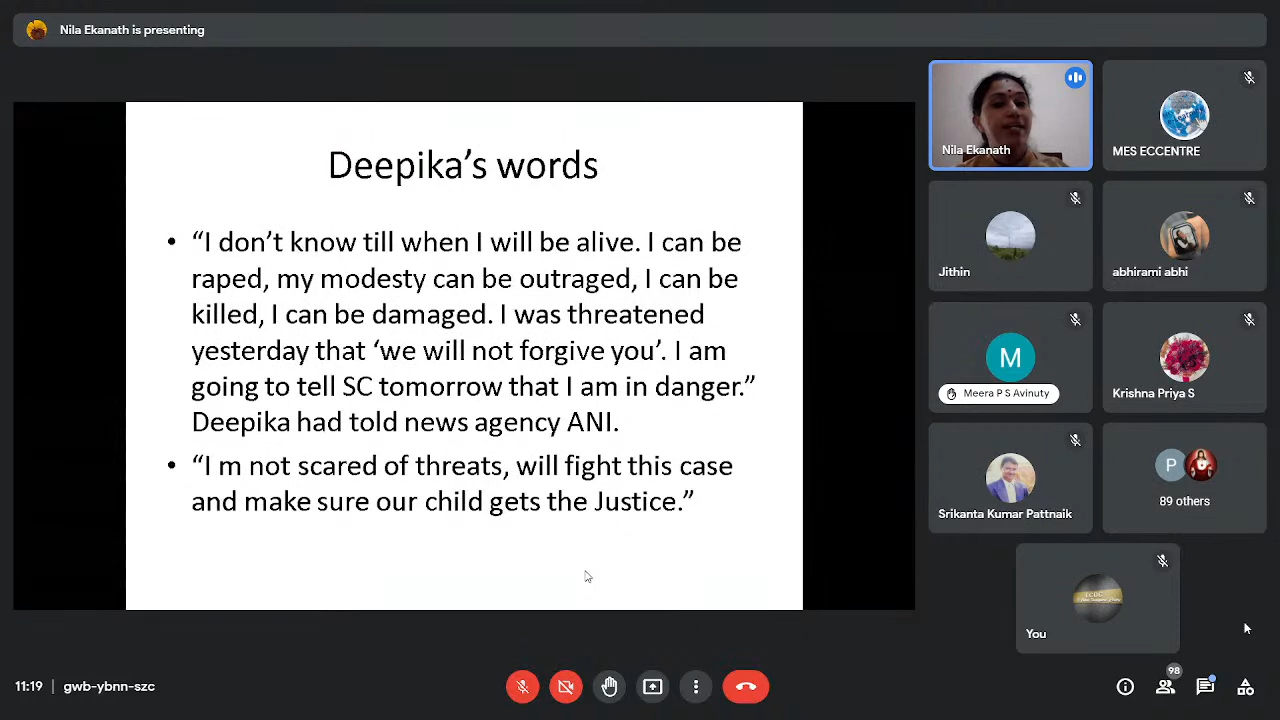 Nila Ekanath is presenting
Deepika’s words
• “I don’t know till when I will be alive. I can be
raped, my modesty can be outraged, I can be
killed, I can be damaged. I was threatened
yesterday that ‘we will not forgive you’. I am
going to tell SC tomorrow that I am in danger.”
Deepika had told news agency ANI.
• “I m not scared of threats, will fight this case
and make sure our child gets the Justice.”
Nila Ekanath
MES ECCENTRE
Jithin
abhirami abhi
M
Meera P S Avinuty
Krishna Priya S
Srikanta Kumar Pattnaik
P
89 others
You
11:19 | gwb-ybnn-szc
98